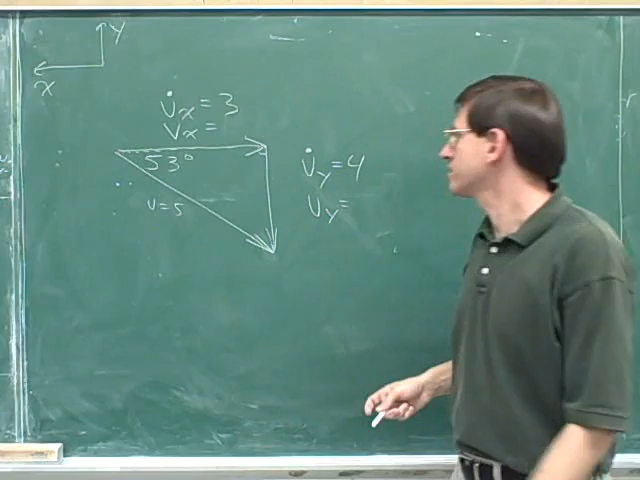 y
x
v̇x = 3
vx =
53°
v = 5
v̇y = 4
vy =